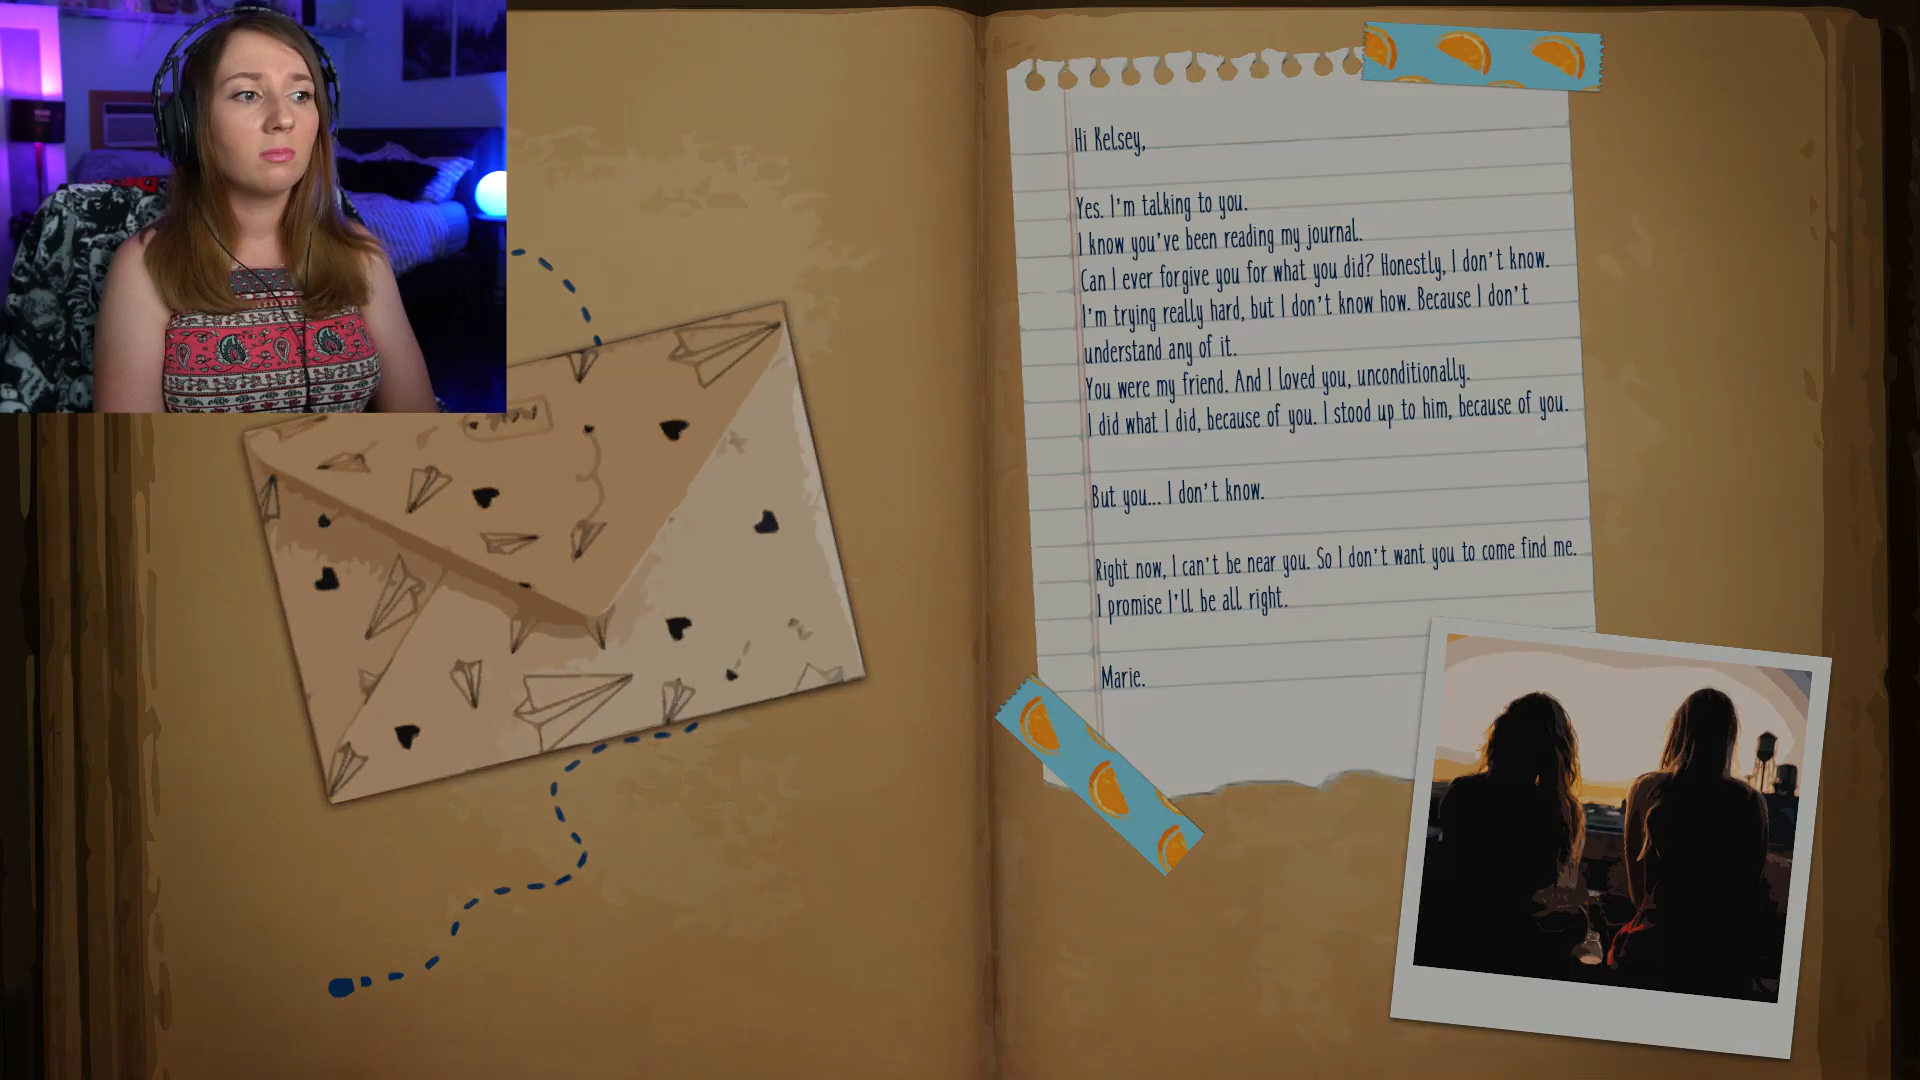 Hi Kelsey,
Yes. I'm talking to you.
I know you've been reading my journal.
Can I ever forgive you for what you did? Honestly, I don't know.
I'm trying really hard, but I don't know how. Because I don't
understand any of it.
You were my friend. And I loved you, unconditionally.
I did what I did, because of you. I stood up to him, because of you.
But you... I don't know.
Right now, I can't be near you. So I don't want you to come find me.
I promise I'll be all right.
Marie.